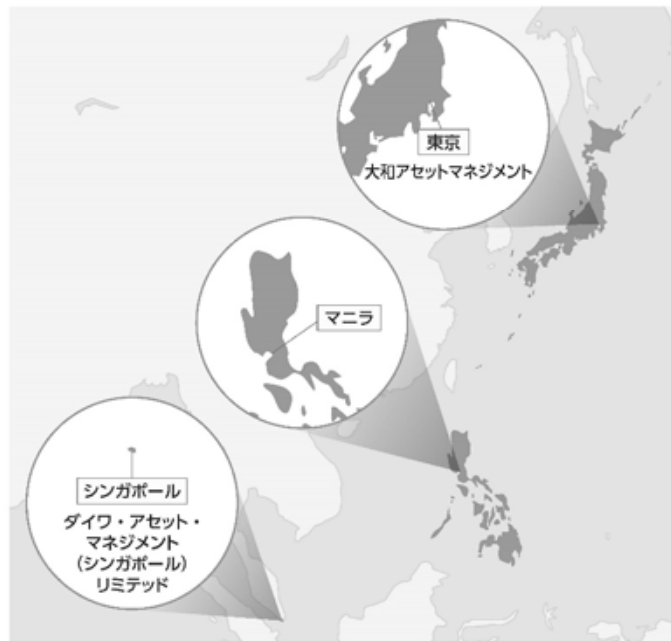 東京
大和アセットマネジメント
マニラ
シンガポール
ダイワ・アセット・
マネジメント
(シンガポール)
リミテッド